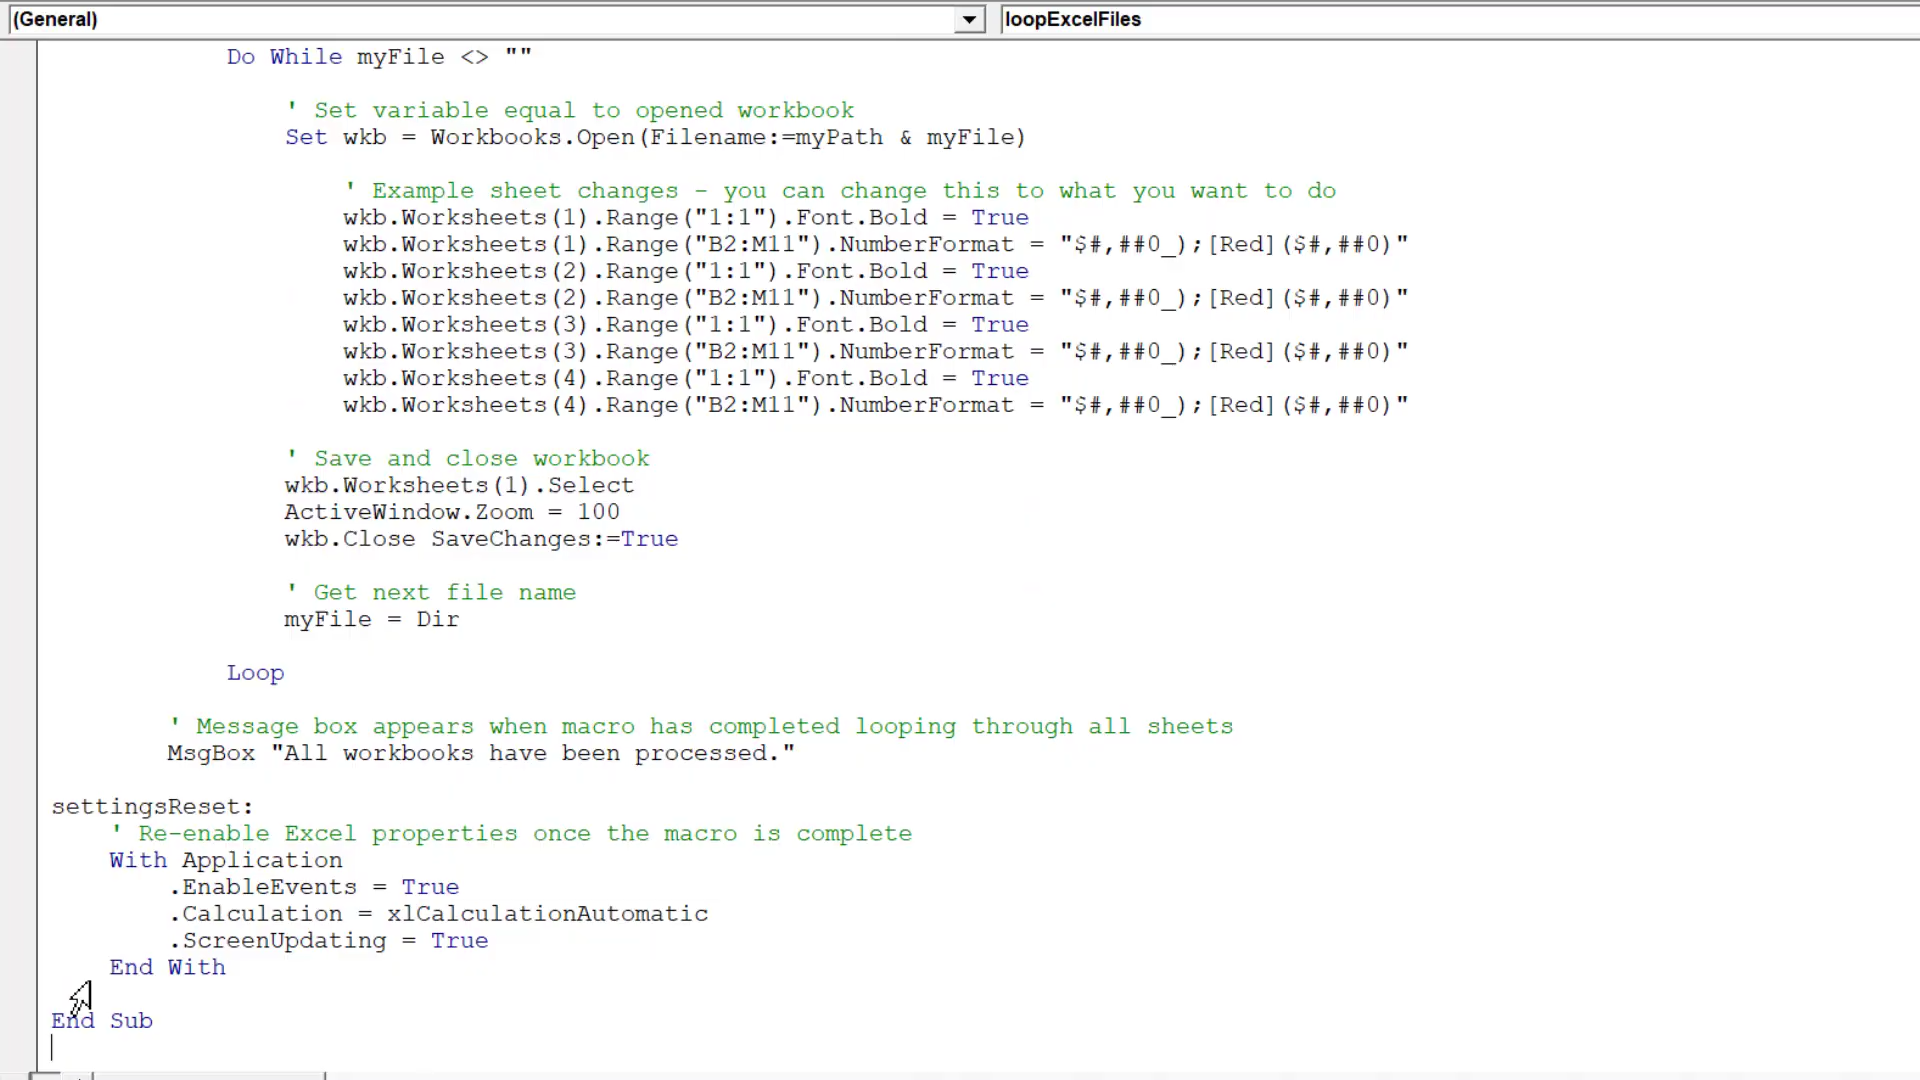 (General)
loopExcelFiles
Do While myFile <> ""
' Set variable equal to opened workbook
Set wkb = Workbooks.Open(Filename:=myPath & myFile)
' Example sheet changes - you can change this to what you want to do
wkb.Worksheets(1).Range("1:1").Font.Bold = True
wkb.Worksheets(1).Range("B2:M11").NumberFormat = "$#,##0_);[Red]($#,##0)"
wkb.Worksheets(2).Range("1:1").Font.Bold = True
wkb.Worksheets(2).Range("B2:M11").NumberFormat = "$#,##0_);[Red]($#,##0)"
wkb.Worksheets(3).Range("1:1").Font.Bold = True
wkb.Worksheets(3).Range("B2:M11").NumberFormat = "$#,##0_);[Red]($#,##0)"
wkb.Worksheets(4).Range("1:1").Font.Bold = True
wkb.Worksheets(4).Range("B2:M11").NumberFormat = "$#,##0_);[Red]($#,##0)"
' Save and close workbook
wkb.Worksheets(1).Select
ActiveWindow.Zoom = 100
wkb.Close SaveChanges:=True
' Get next file name
myFile = Dir
Loop
' Message box appears when macro has completed looping through all sheets
MsgBox "All workbooks have been processed."
settingsReset:
' Re-enable Excel properties once the macro is complete
With Application
.EnableEvents = True
.Calculation = xlCalculationAutomatic
.ScreenUpdating = True
End With
End Sub